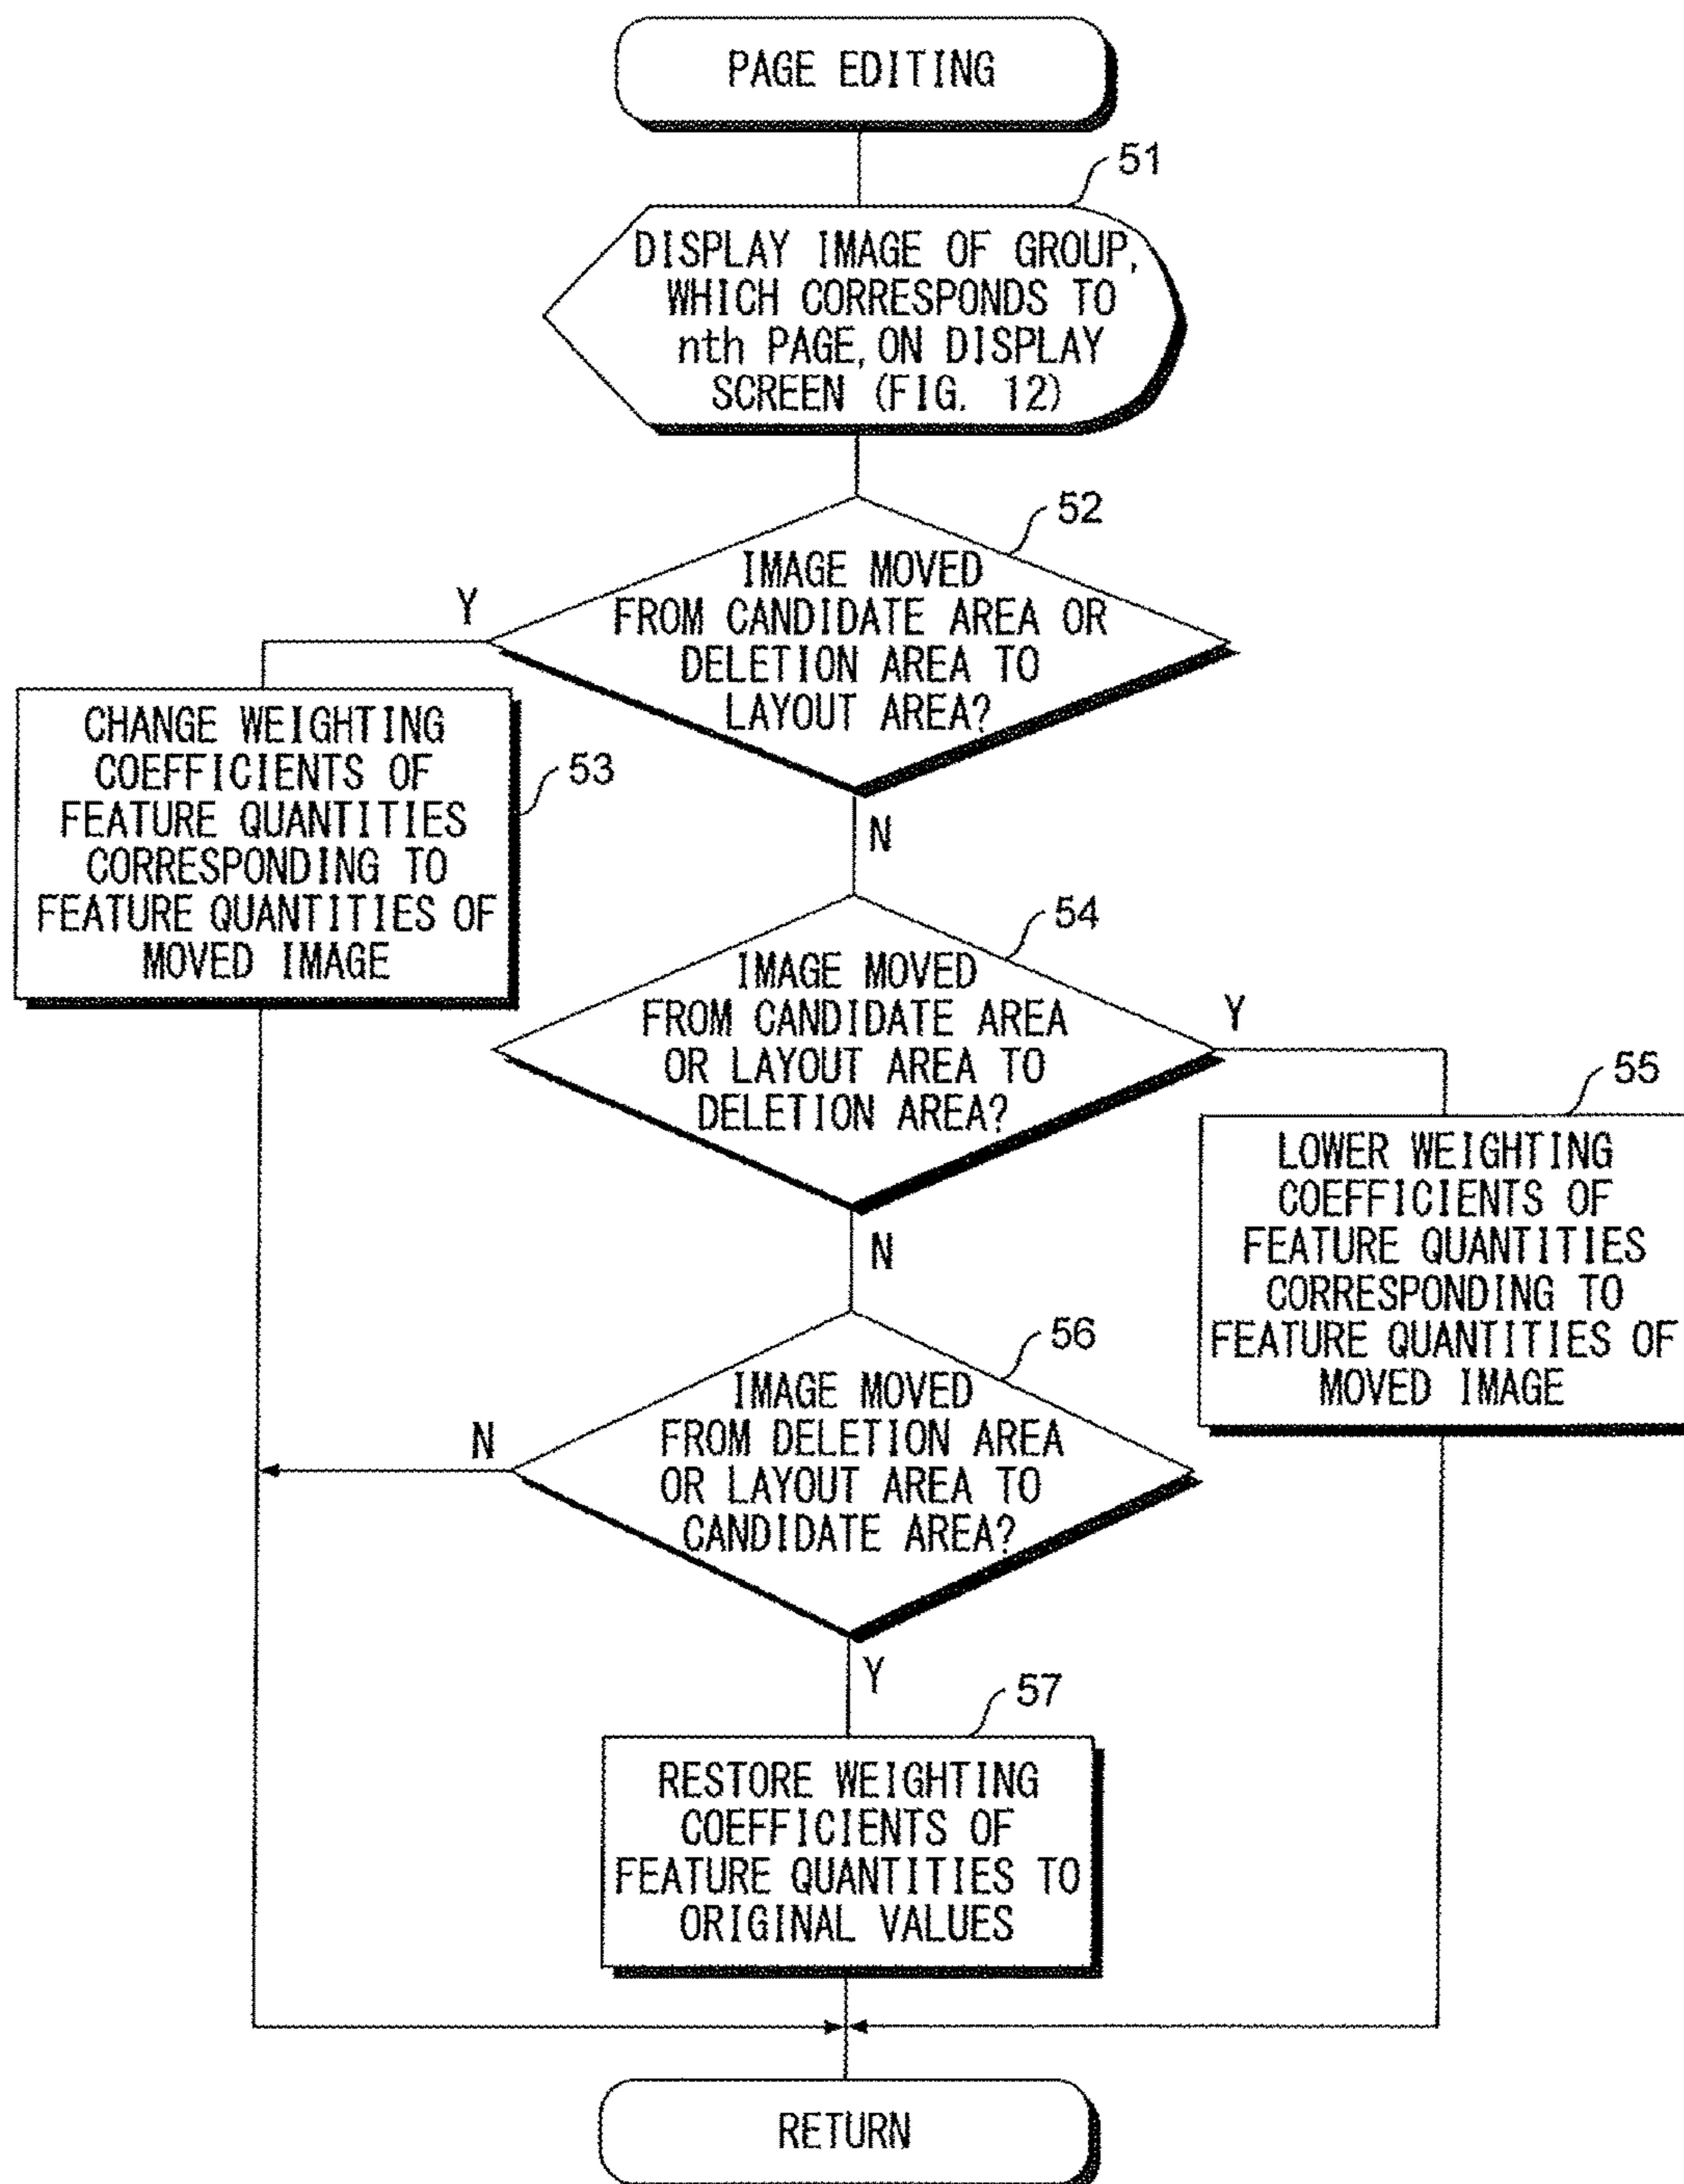 PAGE EDITING
51
DISPLAY IMAGE OF GROUP,
WHICH CORRESPONDS TO
nth PAGE, ON DISPLAY
SCREEN (FIG. 12)
52
IMAGE MOVED
FROM CANDIDATE AREA OR
DELETION AREA TO
LAYOUT AREA?
Y
N
53
CHANGE WEIGHTING
COEFFICIENTS OF
FEATURE QUANTITIES
CORRESPONDING TO
FEATURE QUANTITIES OF
MOVED IMAGE
54
IMAGE MOVED
FROM CANDIDATE AREA
OR LAYOUT AREA TO
DELETION AREA?
Y
N
55
LOWER WEIGHTING
COEFFICIENTS OF
FEATURE QUANTITIES
CORRESPONDING TO
FEATURE QUANTITIES OF
MOVED IMAGE
56
IMAGE MOVED
FROM DELETION AREA
OR LAYOUT AREA TO
CANDIDATE AREA?
N
Y
57
RESTORE WEIGHTING
COEFFICIENTS OF
FEATURE QUANTITIES TO
ORIGINAL VALUES
RETURN